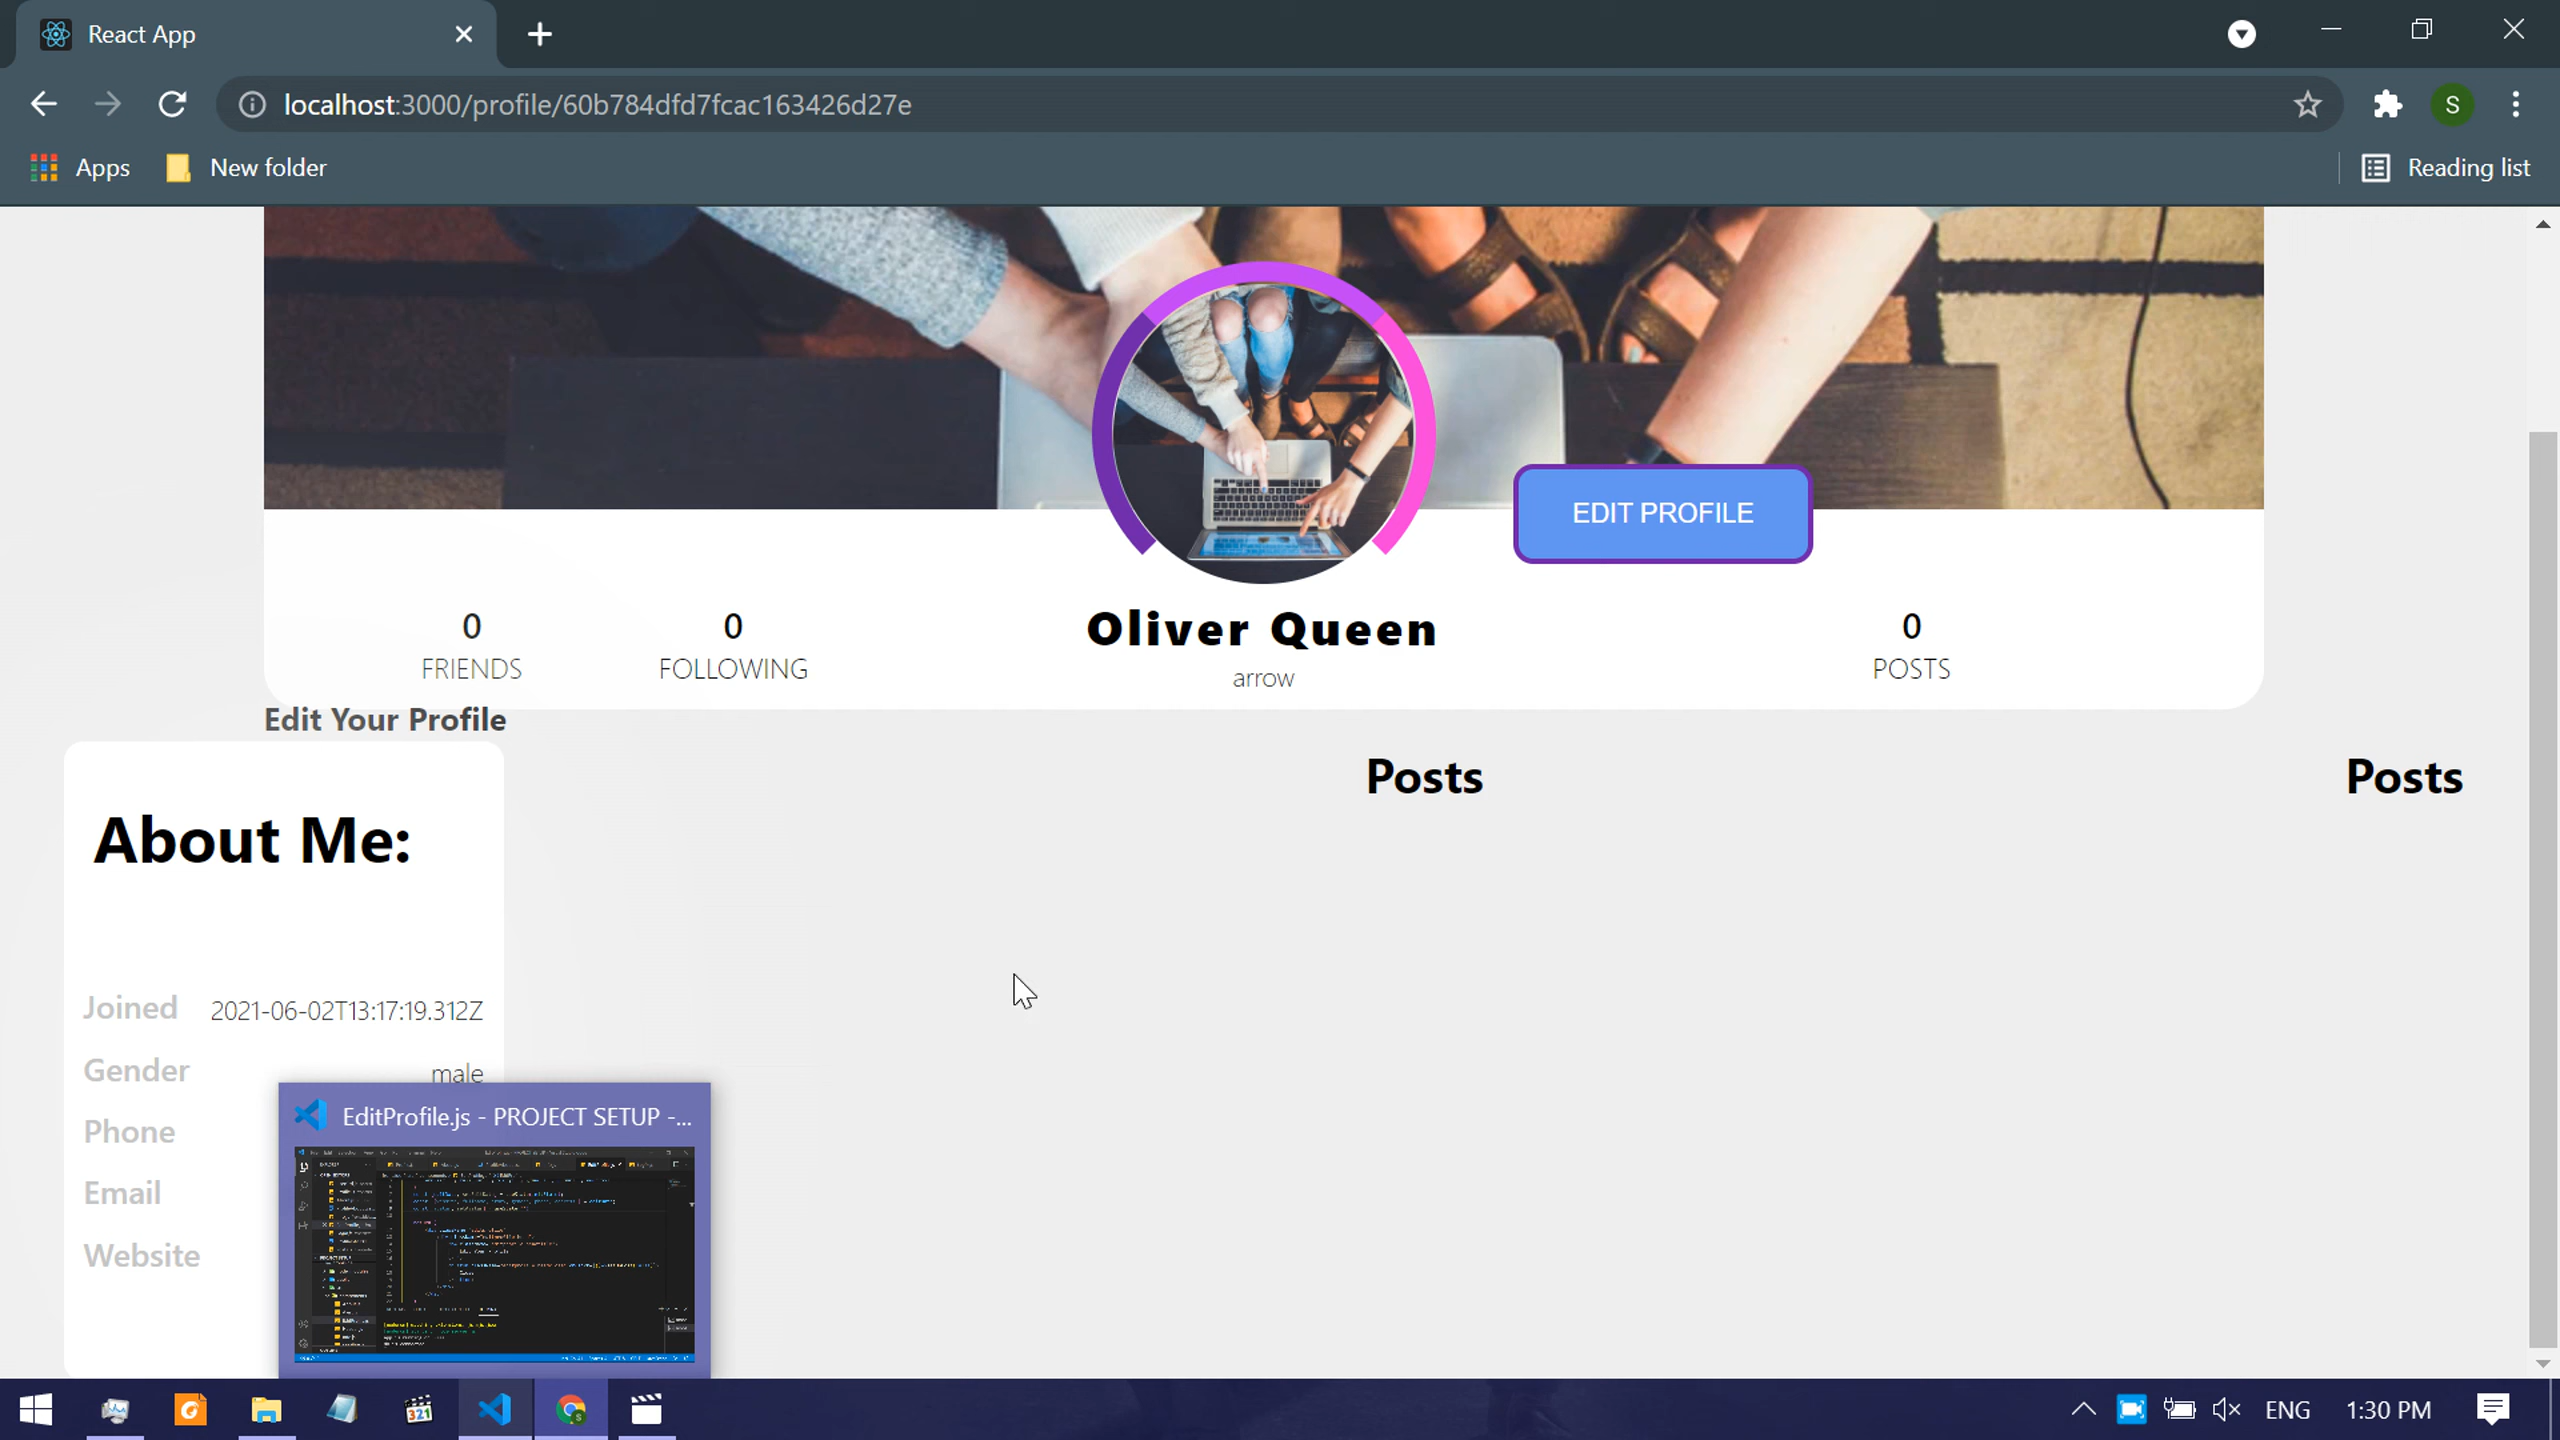 React App
localhost:3000/profile/60b784dfd7fcac163426d27e
S
Apps
New folder
Reading list
EDIT PROFILE
0
FRIENDS
0
FOLLOWING
Oliver Queen
arrow
0
POSTS
Edit Your Profile
About Me:
Posts
Posts
Joined 2021-06-02T13:17:19.312Z
Gender male
Phone
Email
Website
EditProfile.js - PROJECT SETUP -...
321
ENG
1:30 PM